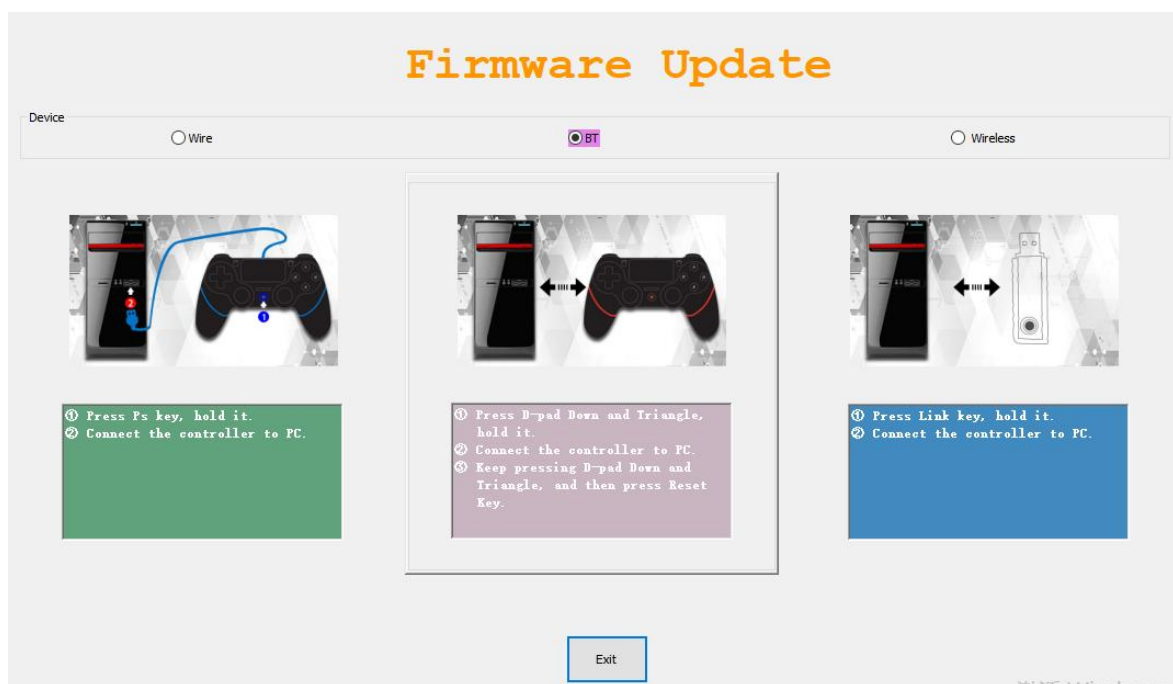 Firmware Update
Device
Wire
BT
Wireless
2
1
① Press Ps key, hold it.
② Connect the controller to PC.
① Press D-pad Down and Triangle,
hold it.
② Connect the controller to PC.
③ Keep pressing D-pad Down and
Triangle, and then press Reset
Key.
① Press Link key, hold it.
② Connect the controller to PC.
Exit